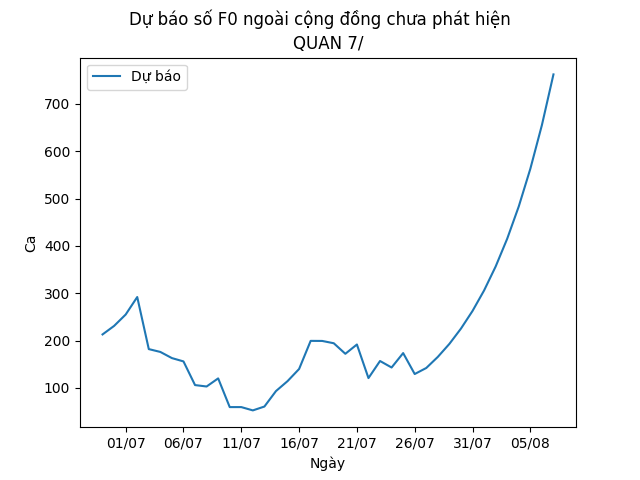 Dự báo số F0 ngoài cộng đồng chưa phát hiện
QUAN 7/
Dự báo
700
600
500
400
300
200
100
Ca
01/07 06/07 11/07 16/07 21/07 26/07 31/07 05/08
Ngày